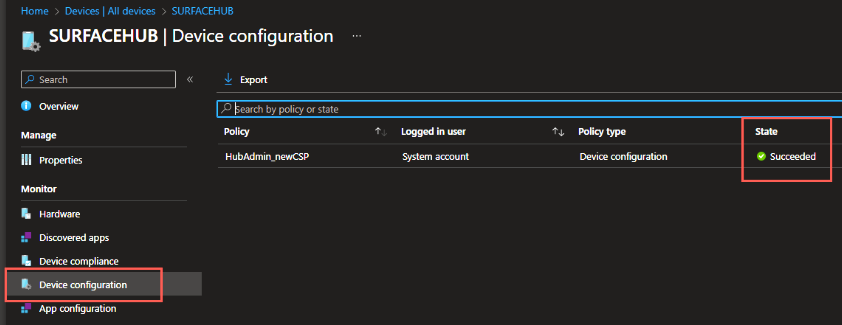 Home > Devices | All devices > SURFACEHUB
SURFACEHUB | Device configuration ...
Search «
Overview
Manage
Properties
Monitor
Hardware
Discovered apps
Device compliance
Device configuration
App configuration
Export
Search by policy or state
Policy Logged in user Policy type State
HubAdmin_newCSP System account Device configuration Succeeded